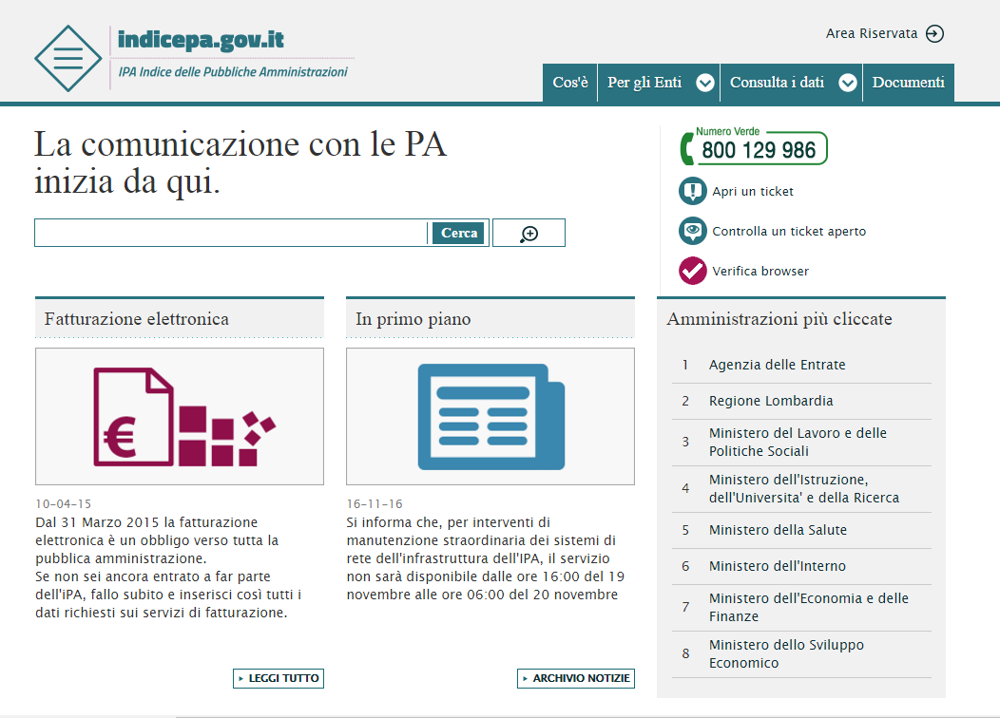 indicepa.gov.it
IPA Indice delle Pubbliche Amministrazioni
Area Riservata
Cos'è
Per gli Enti
Consulta i dati
Documenti
La comunicazione con le PA
inizia da qui.
Cerca
Numero Verde
800 129 986
Apri un ticket
Controlla un ticket aperto
Verifica browser
Fatturazione elettronica
€
10-04-15
Dal 31 Marzo 2015 la fatturazione
elettronica è un obbligo verso tutta la
pubblica amministrazione.
Se non sei ancora entrato a far parte
dell'iPA, fallo subito e inserisci così tutti i
dati richiesti sui servizi di fatturazione.
LEGGI TUTTO
In primo piano
16-11-16
Si informa che, per interventi di
manutenzione straordinaria dei sistemi di
rete dell'infrastruttura dell'IPA, il servizio
non sarà disponibile dalle ore 16:00 del 19
novembre alle ore 06:00 del 20 novembre
ARCHIVIO NOTIZIE
Amministrazioni più cliccate
1 Agenzia delle Entrate
2 Regione Lombardia
3 Ministero del Lavoro e delle
Politiche Sociali
4 Ministero dell'Istruzione,
dell'Universita' e della Ricerca
5 Ministero della Salute
6 Ministero dell'Interno
7 Ministero dell'Economia e delle
Finanze
8 Ministero dello Sviluppo
Economico